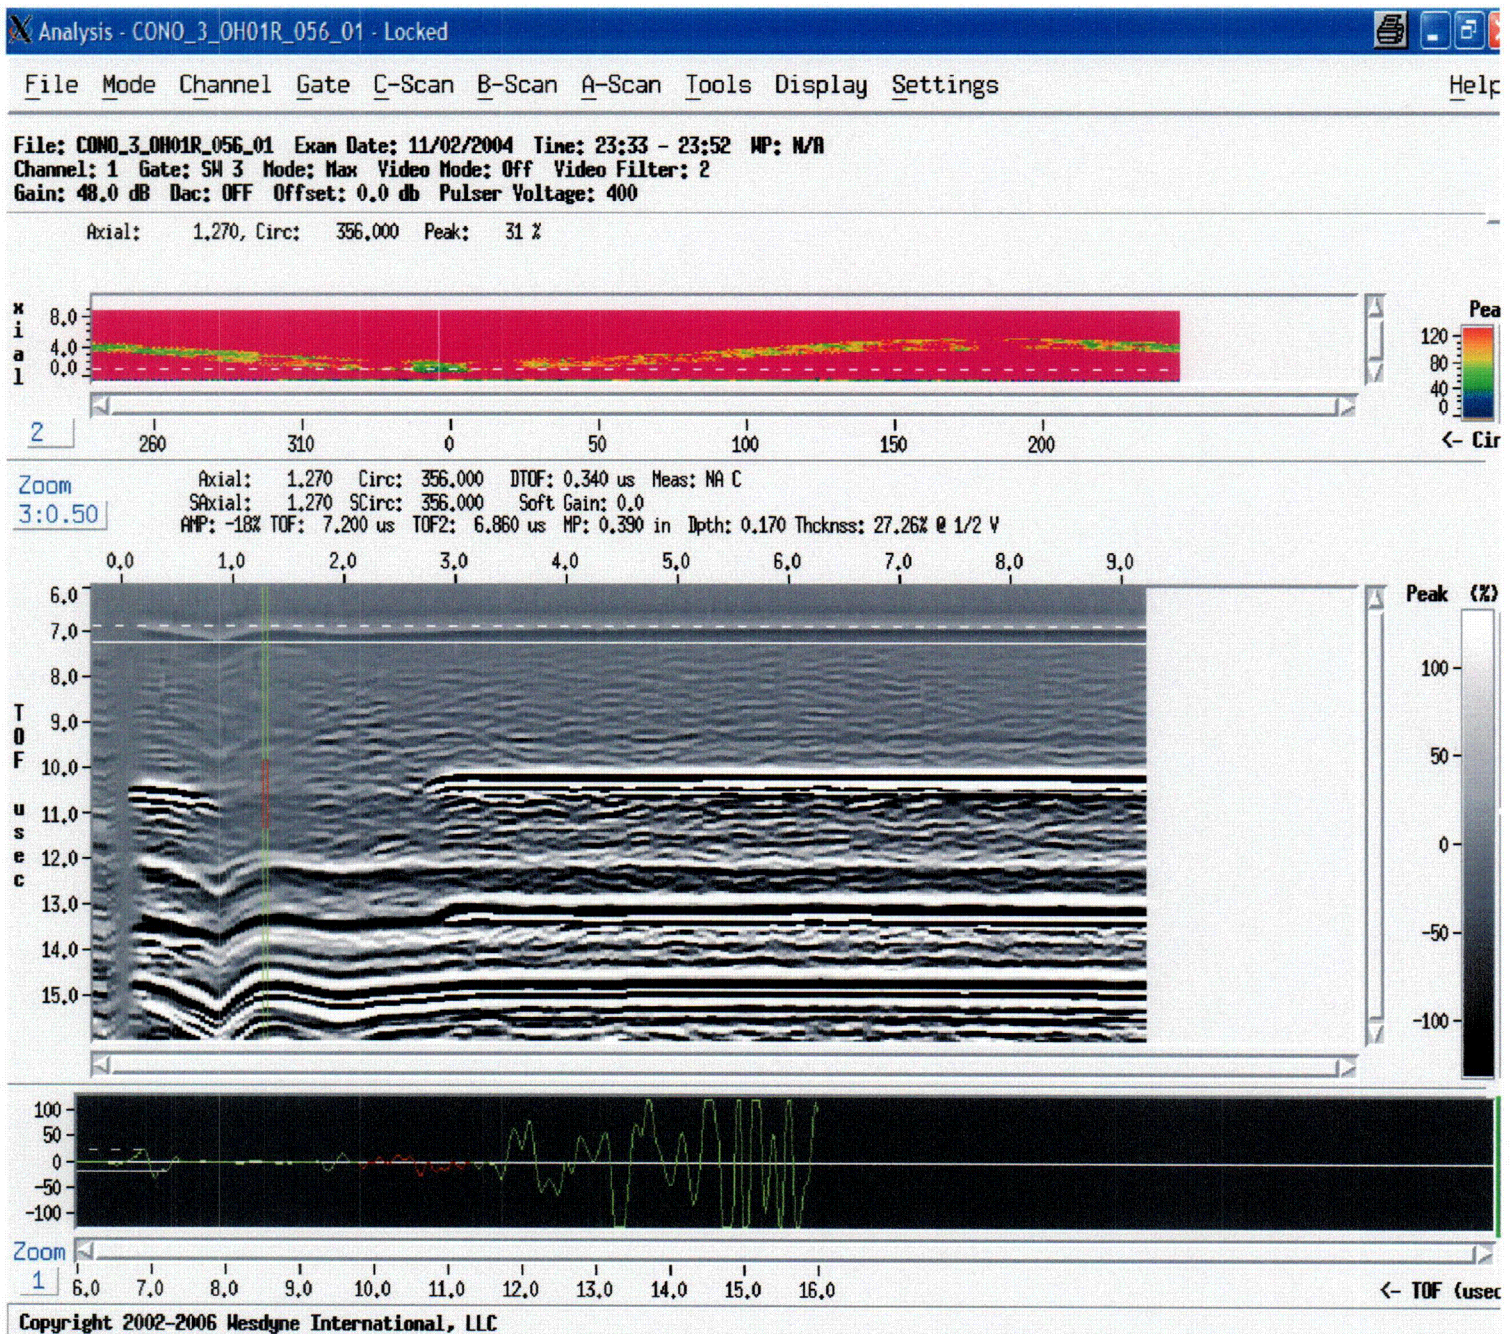 Analysis - CONO_3_OH01R_056_01 - Locked
File Mode Channel Gate C-Scan B-Scan A-Scan Tools Display Settings Help
File: CONO_3_OH01R_056_01 Exam Date: 11/02/2004 Time: 23:33 - 23:52 WP: N/A
Channel: 1 Gate: SW 3 Mode: Max Video Mode: Off Video Filter: 2
Gain: 48.0 dB Dac: OFF Offset: 0.0 db Pulser Voltage: 400
Axial: 1.270, Circ: 356.000 Peak: 31 %
xial
8.0
4.0
0.0
Pea
120
80
40
0
2
260 310 0 50 100 150 200
<- Cir
Zoom
3:0.50
Axial: 1.270 Circ: 356.000 DTOF: 0.340 us Meas: NA C
SAxial: 1.270 SCirc: 356.000 Soft Gain: 0.0
AMP: -18% TOF: 7.200 us TOF2: 6.860 us MP: 0.390 in Dpth: 0.170 Thcknss: 27.26% @ 1/2 V
0.0 1.0 2.0 3.0 4.0 5.0 6.0 7.0 8.0 9.0
TOF usec
6.0
7.0
8.0
9.0
10.0
11.0
12.0
13.0
14.0
15.0
Peak (%)
100
50
0
-50
-100
100
50
0
-50
-100
Zoom
1
6.0 7.0 8.0 9.0 10.0 11.0 12.0 13.0 14.0 15.0 16.0
<- TOF (usec
Copyright 2002-2006 Wesdyne International, LLC